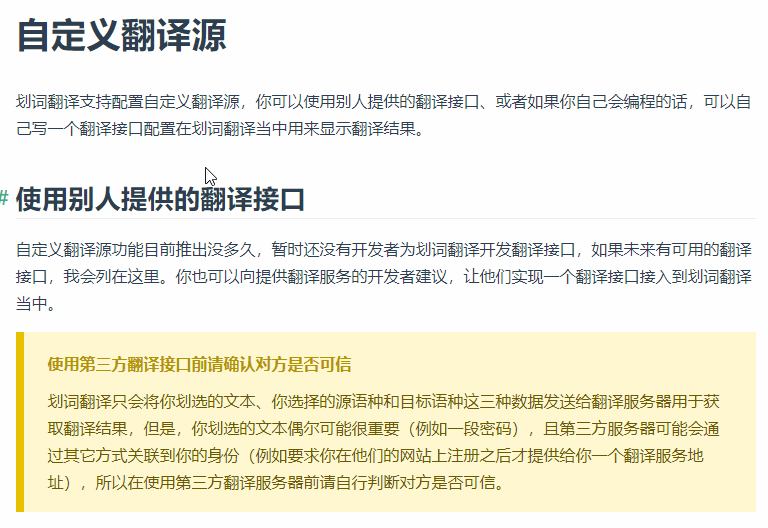 自定义翻译源
划词翻译支持配置自定义翻译源，你可以使用别人提供的翻译接口、或者如果你自己会编程的话，可以自
己写一个翻译接口配置在划词翻译当中用来显示翻译结果。
# 使用别人提供的翻译接口
自定义翻译源功能目前推出没多久，暂时还没有开发者为划词翻译开发翻译接口，如果未来有可用的翻译
接口，我会列在这里。你也可以向提供翻译服务的开发者建议，让他们实现一个翻译接口接入到划词翻译
当中。
使用第三方翻译接口前请确认对方是否可信
划词翻译只会将你划选的文本、你选择的源语种和目标语种这三种数据发送给翻译服务器用于获
取翻译结果，但是，你划选的文本偶尔可能很重要（例如一段密码），且第三方服务器可能会通
过其它方式关联到你的身份（例如要求你在他们的网站上注册之后才提供给你一个翻译服务地
址），所以在使用第三方翻译服务器前请自行判断对方是否可信。